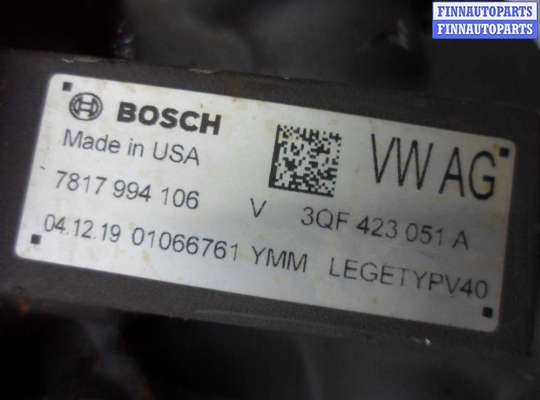 FINNAUTOPARTS
FINNAUTOPARTS
BOSCH
Made in USA
VW AG
7817 994 106 V 3QF 423 051 A
04.12.19 01066761 YMM LEGETYPV40